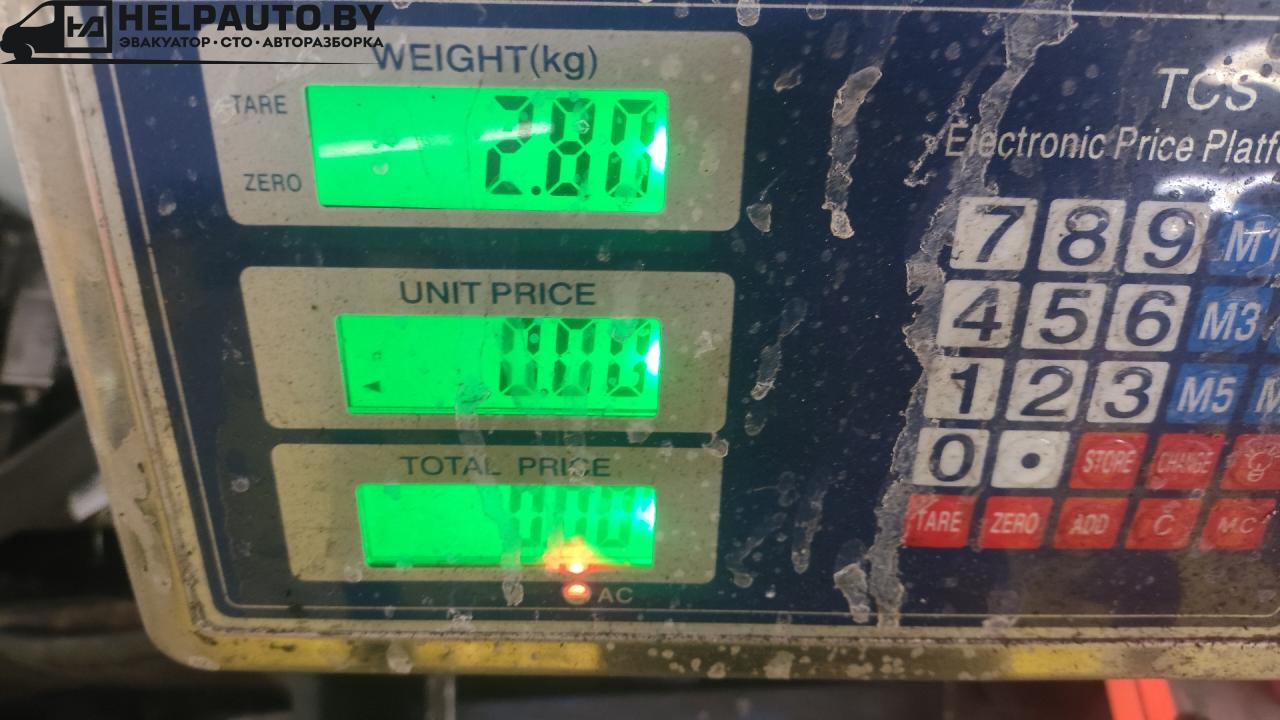 HELPAUTO.BY
ЭВАКУАТОР · СТО · АВТОРАЗБОРКА
WEIGHT(kg)
TARE
2.80
ZERO
UNIT PRICE
0.00
TOTAL PRICE
0.00
AC
TCS
Electronic Price
7 8 9 M1
4 5 6 M3
1 2 3 M5
0 • STORE CHANGE
TARE ZERO ADD C MC